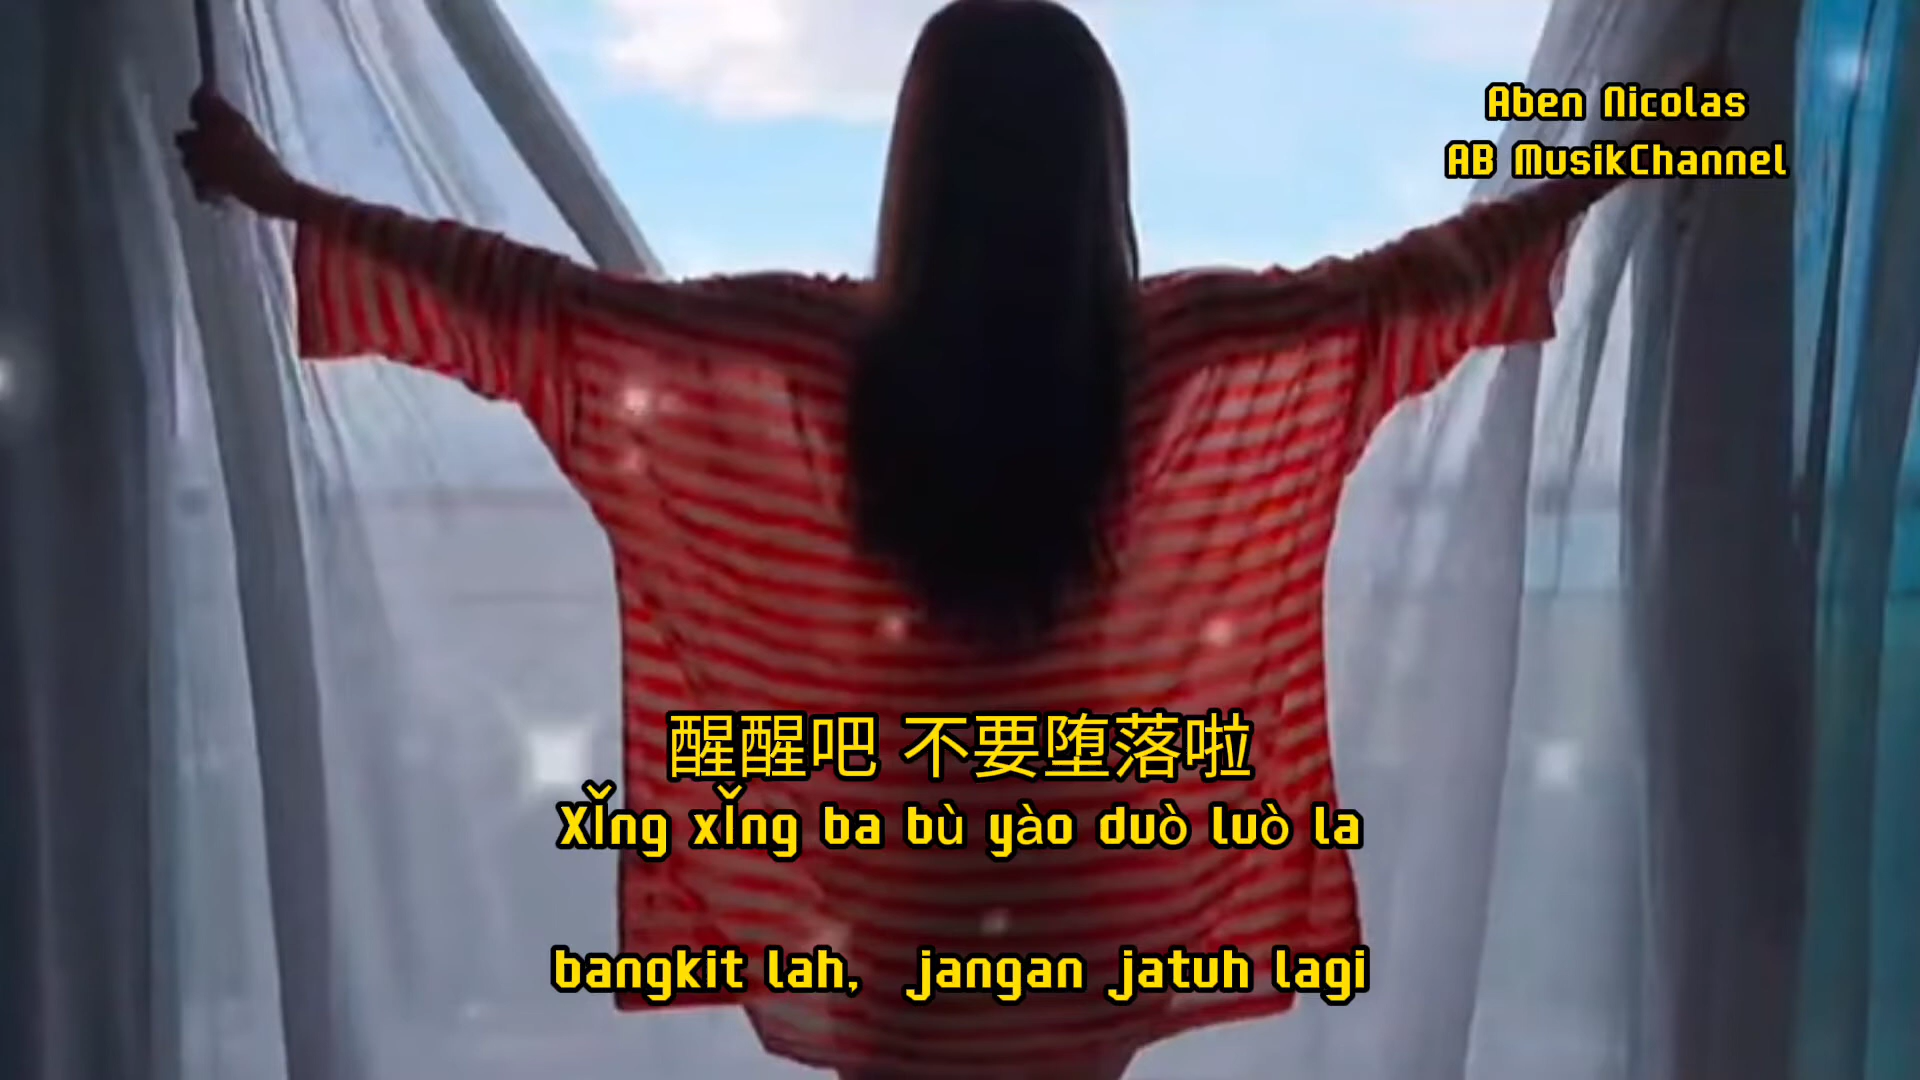 Aben Nicolas
AB MusikChannel
醒醒吧 不要堕落啦
Xǐng xǐng ba bù yào duò luò la
bangkit lah, jangan jatuh lagi